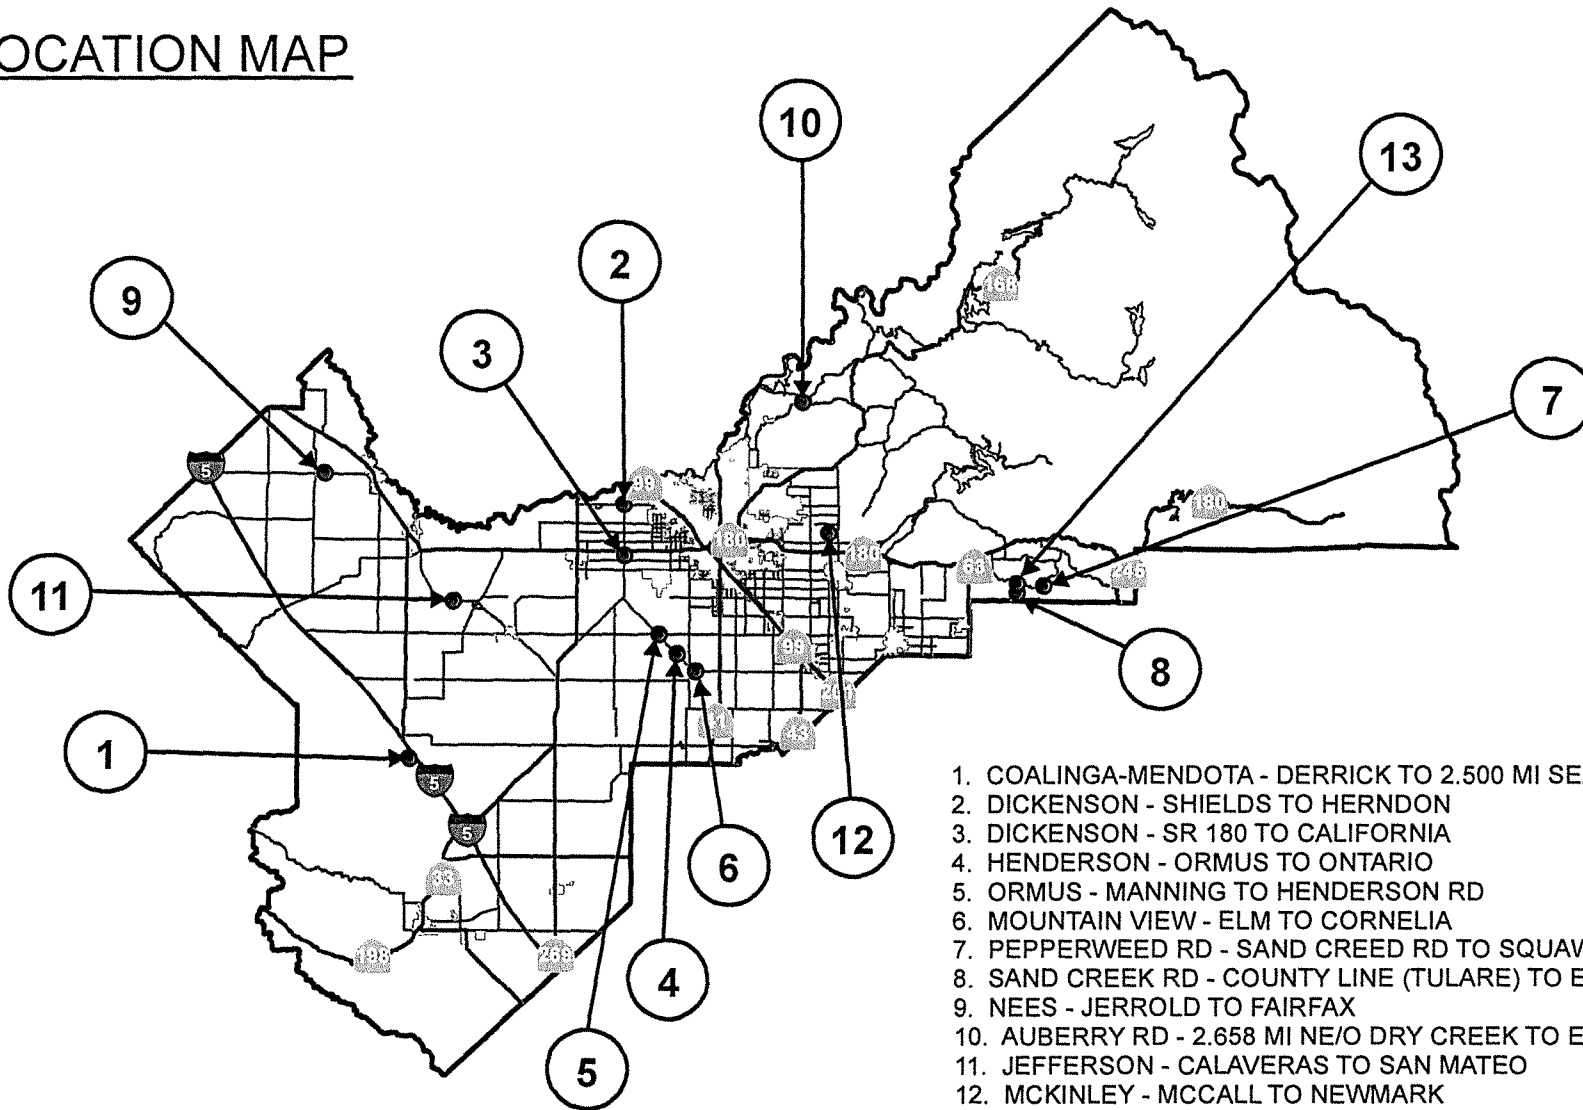 OCATION MAP
10
13
2
9
3
7
168
5
99
180
180
180
63
245
11
8
99
201
43
1
5
5
12
6
33
198
269
4
5
1. COALINGA-MENDOTA - DERRICK TO 2.500 MI SE
2. DICKENSON - SHIELDS TO HERNDON
3. DICKENSON - SR 180 TO CALIFORNIA
4. HENDERSON - ORMUS TO ONTARIO
5. ORMUS - MANNING TO HENDERSON RD
6. MOUNTAIN VIEW - ELM TO CORNELIA
7. PEPPERWEED RD - SAND CREED RD TO SQUAW
8. SAND CREEK RD - COUNTY LINE (TULARE) TO E
9. NEES - JERROLD TO FAIRFAX
10. AUBERRY RD - 2.658 MI NE/O DRY CREEK TO E
11. JEFFERSON - CALAVERAS TO SAN MATEO
12. MCKINLEY - MCCALL TO NEWMARK